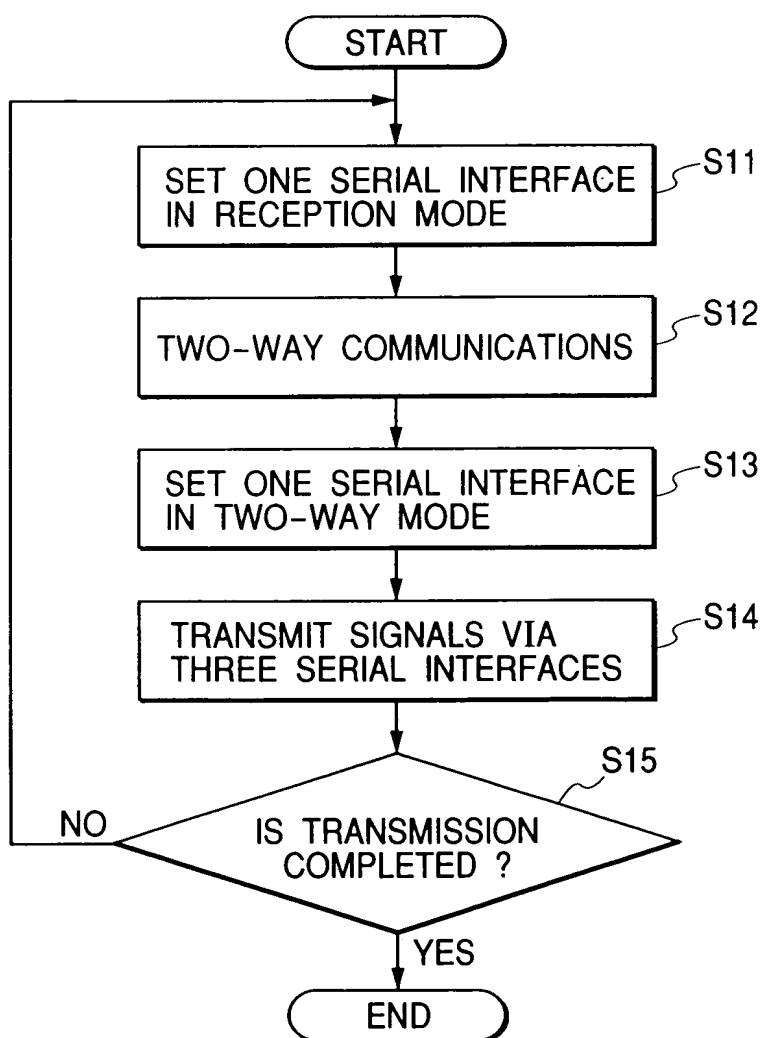 START
SET ONE SERIAL INTERFACE
IN RECEPTION MODE
S11
TWO-WAY COMMUNICATIONS
S12
SET ONE SERIAL INTERFACE
IN TWO-WAY MODE
S13
TRANSMIT SIGNALS VIA
THREE SERIAL INTERFACES
S14
S15
IS TRANSMISSION
COMPLETED ?
NO
YES
END